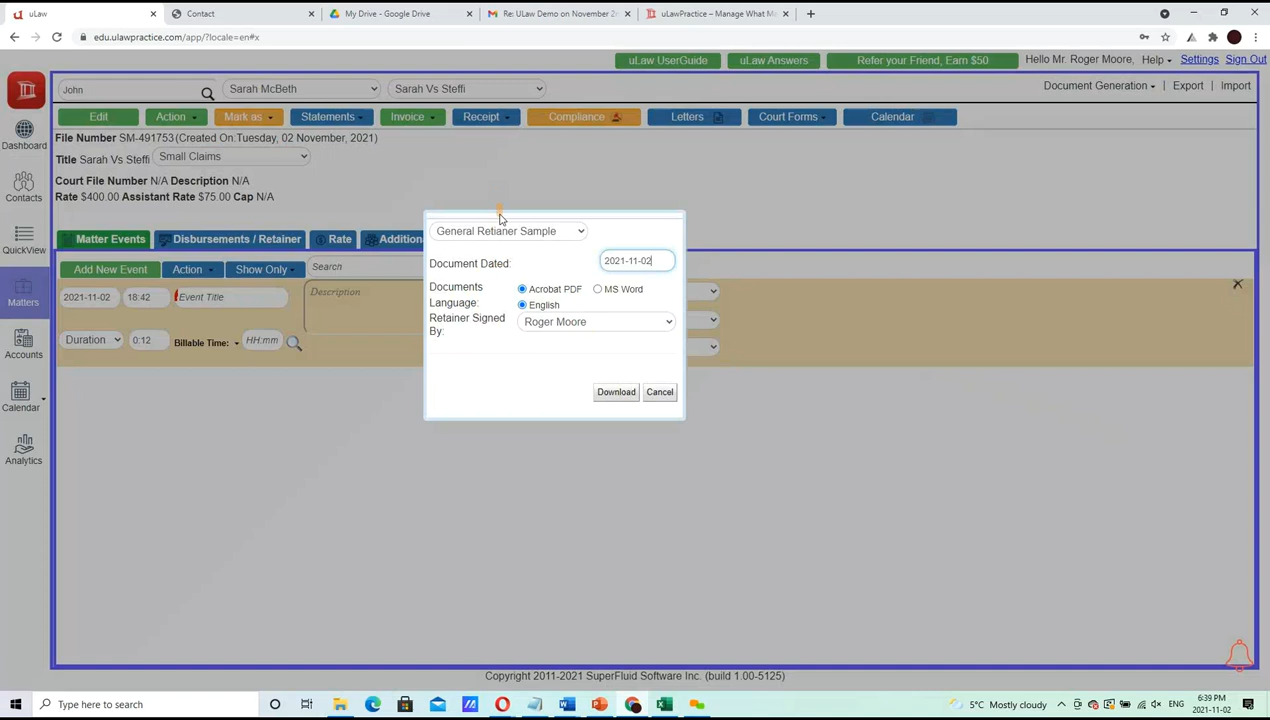 uLaw
Contact
My Drive - Google Drive
Re: ULaw Demo on November 2
uLawPractice – Manage What Ma
edu.ulawpractice.com/app/?locale=en#x
uLaw UserGuide
uLaw Answers
Refer your Friend, Earn $50
Hello Mr. Roger Moore,
Help
Settings
Sign Out
John
Sarah McBeth
Sarah Vs Steffi
Document Generation
Export
Import
Edit
Action
Mark as
Statements
Invoice
Receipt
Compliance
Letters
Court Forms
Calendar
File Number SM-491753 (Created On:Tuesday, 02 November, 2021)
Title Sarah Vs Steffi
Small Claims
Court File Number N/A Description N/A
Rate $400.00 Assistant Rate $75.00 Cap N/A
Matter Events
Disbursements / Retainer
Rate
Additiona
Add New Event
Action
Show Only
Search
2021-11-02
18:42
Event Title
Description
Duration
0:12
Billable Time:
HH:mm
Dashboard
Contacts
QuickView
Matters
Accounts
Calendar
Analytics
General Retianer Sample
Document Dated:
2021-11-02
Documents
Acrobat PDF
MS Word
Language:
English
Retainer Signed
By:
Roger Moore
Download
Cancel
Copyright 2011-2021 SuperFluid Software Inc. (build 1.00-5125)
Type here to search
5°C Mostly cloudy
ENG
6:39 PM
2021-11-02